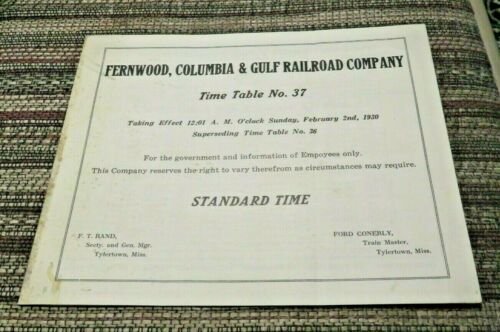 FERNWOOD, COLUMBIA & GULF RAILROAD COMPANY
Time Table No. 37
Taking Effect 12:01 A. M. O'clock Sunday, February 2nd, 1930
Superseding Time Table No. 36
For the government and information of Empoyees only.
This Company reserves the right to vary therefrom as circumstances may require.
STANDARD TIME
F. T. RAND,
Secty. and Gen. Mgr.
Tylertown, Miss.
FORD CONERLY,
Train Master,
Tylertown, Miss.